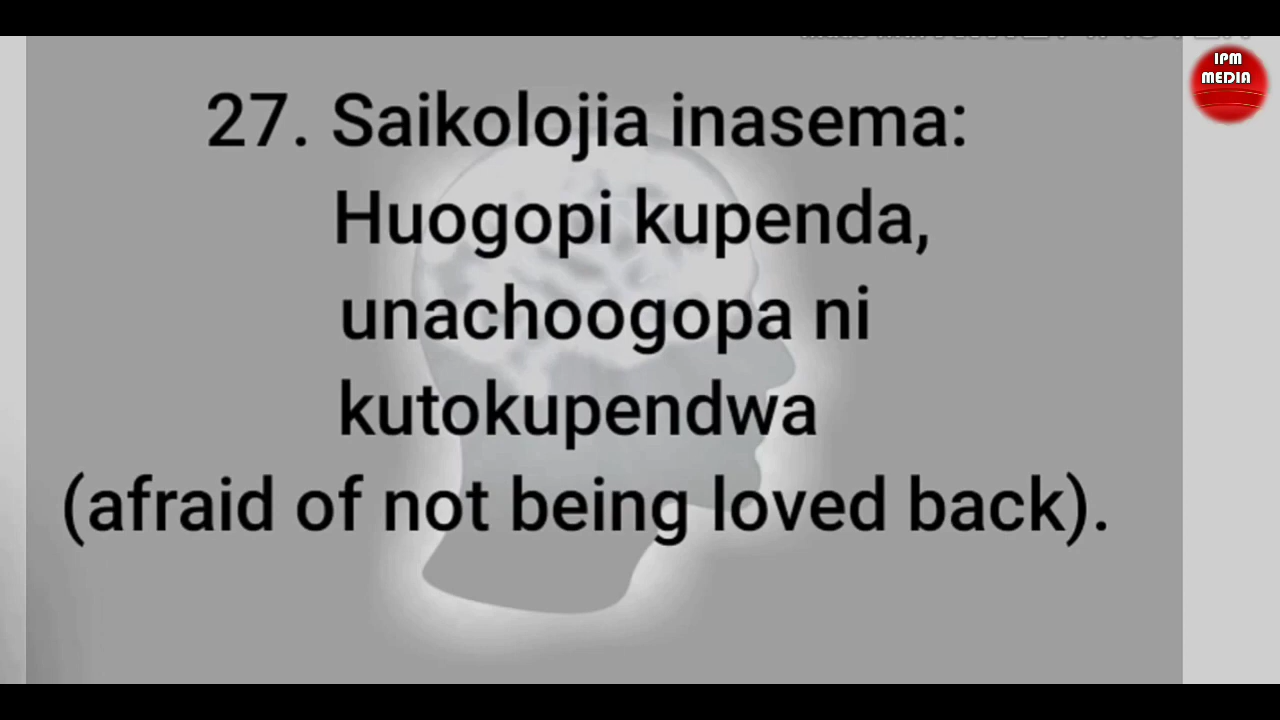 IPM
MEDIA
27. Saikolojia inasema:
Huogopi kupenda,
unachoogopa ni
kutokupendwa
(afraid of not being loved back).